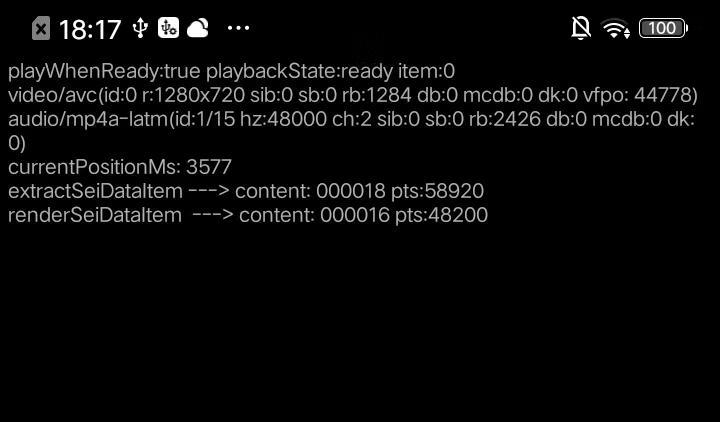 18:17 ... 100
playWhenReady:true playbackState:ready item:0
video/avc(id:0 r:1280x720 sib:0 sb:0 rb:1284 db:0 mcdb:0 dk:0 vfpo: 44778)
audio/mp4a-latm(id:1/15 hz:48000 ch:2 sib:0 sb:0 rb:2426 db:0 mcdb:0 dk:
0)
currentPositionMs: 3577
extractSeiDataItem ---> content: 000018 pts:58920
renderSeiDataItem  ---> content: 000016 pts:48200